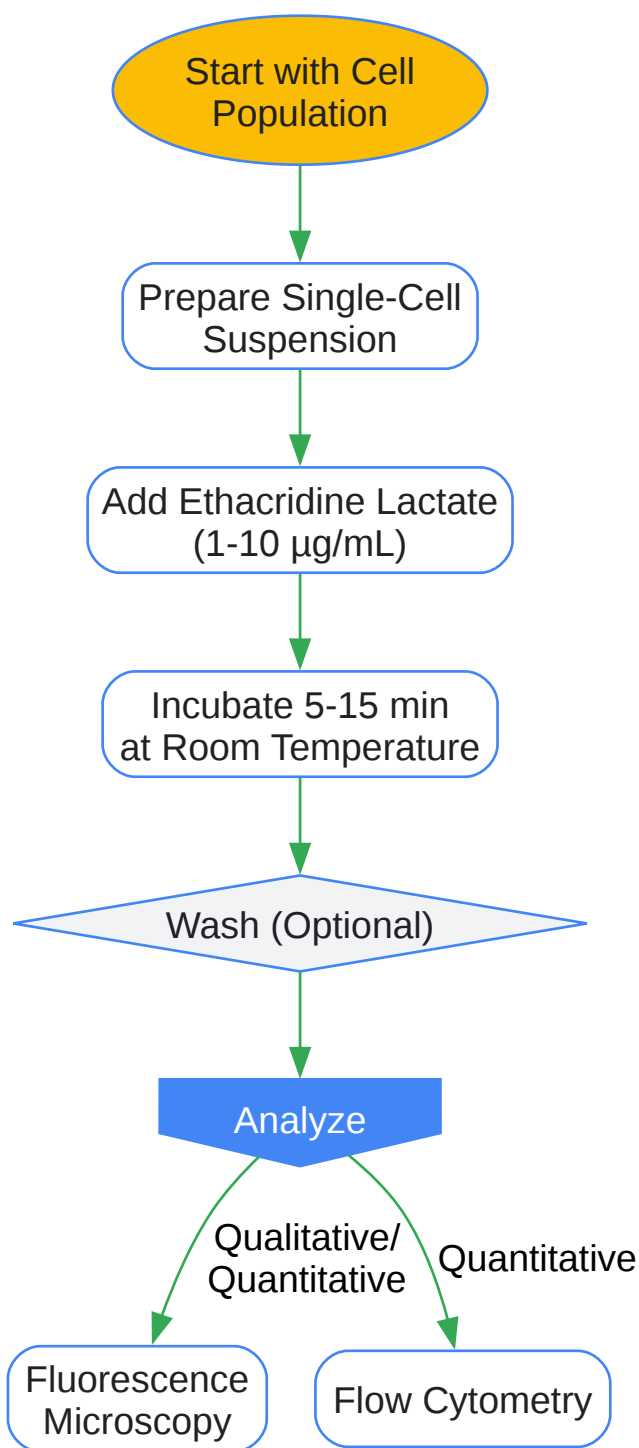 Start with Cell
Population
Prepare Single-Cell
Suspension
Add Ethacridine Lactate
(1-10 µg/mL)
Incubate 5-15 min
at Room Temperature
Wash (Optional)
Analyze
Qualitative/
Quantitative
Quantitative
Fluorescence
Microscopy
Flow Cytometry